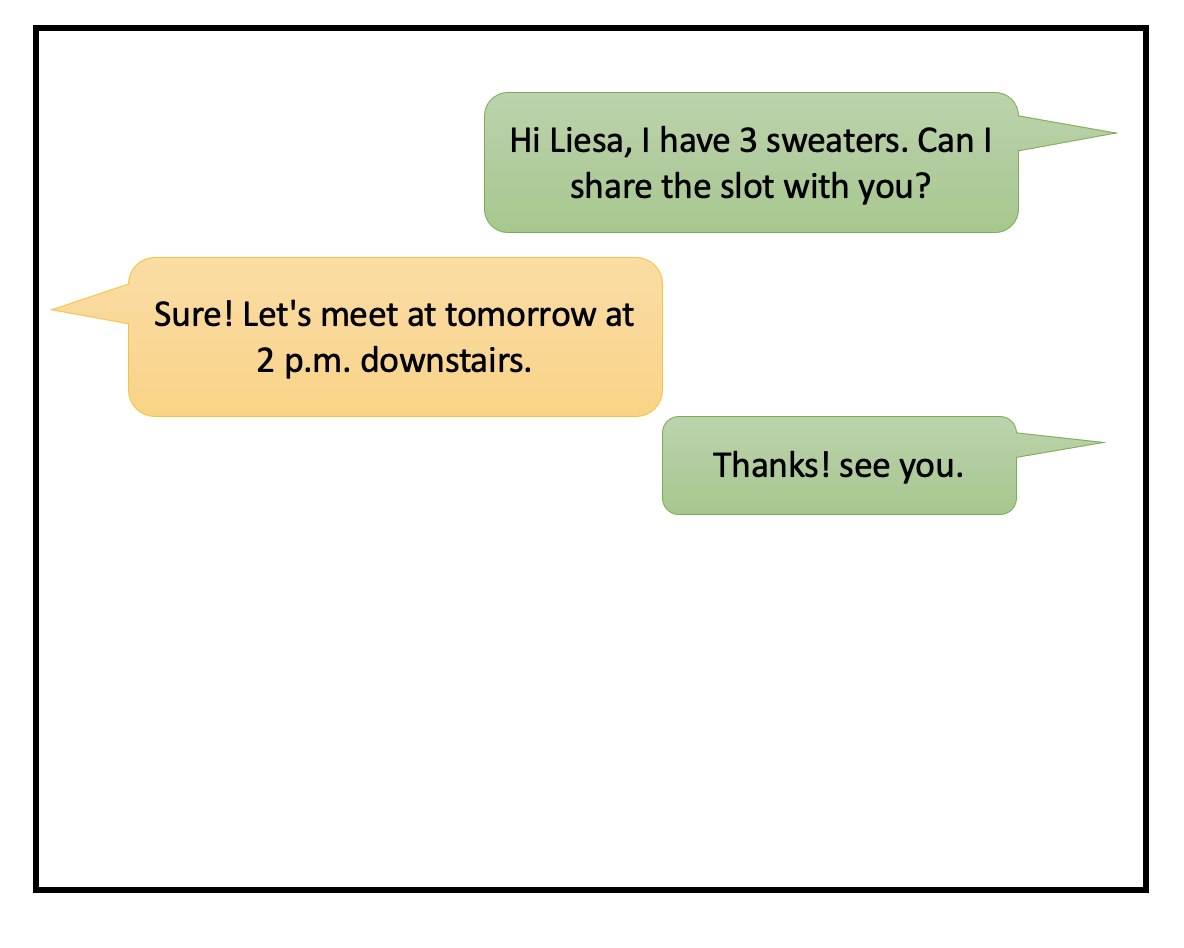 Hi Liesa, I have 3 sweaters. Can I
share the slot with you?
Sure! Let's meet at tomorrow at
2 p.m. downstairs.
Thanks! see you.